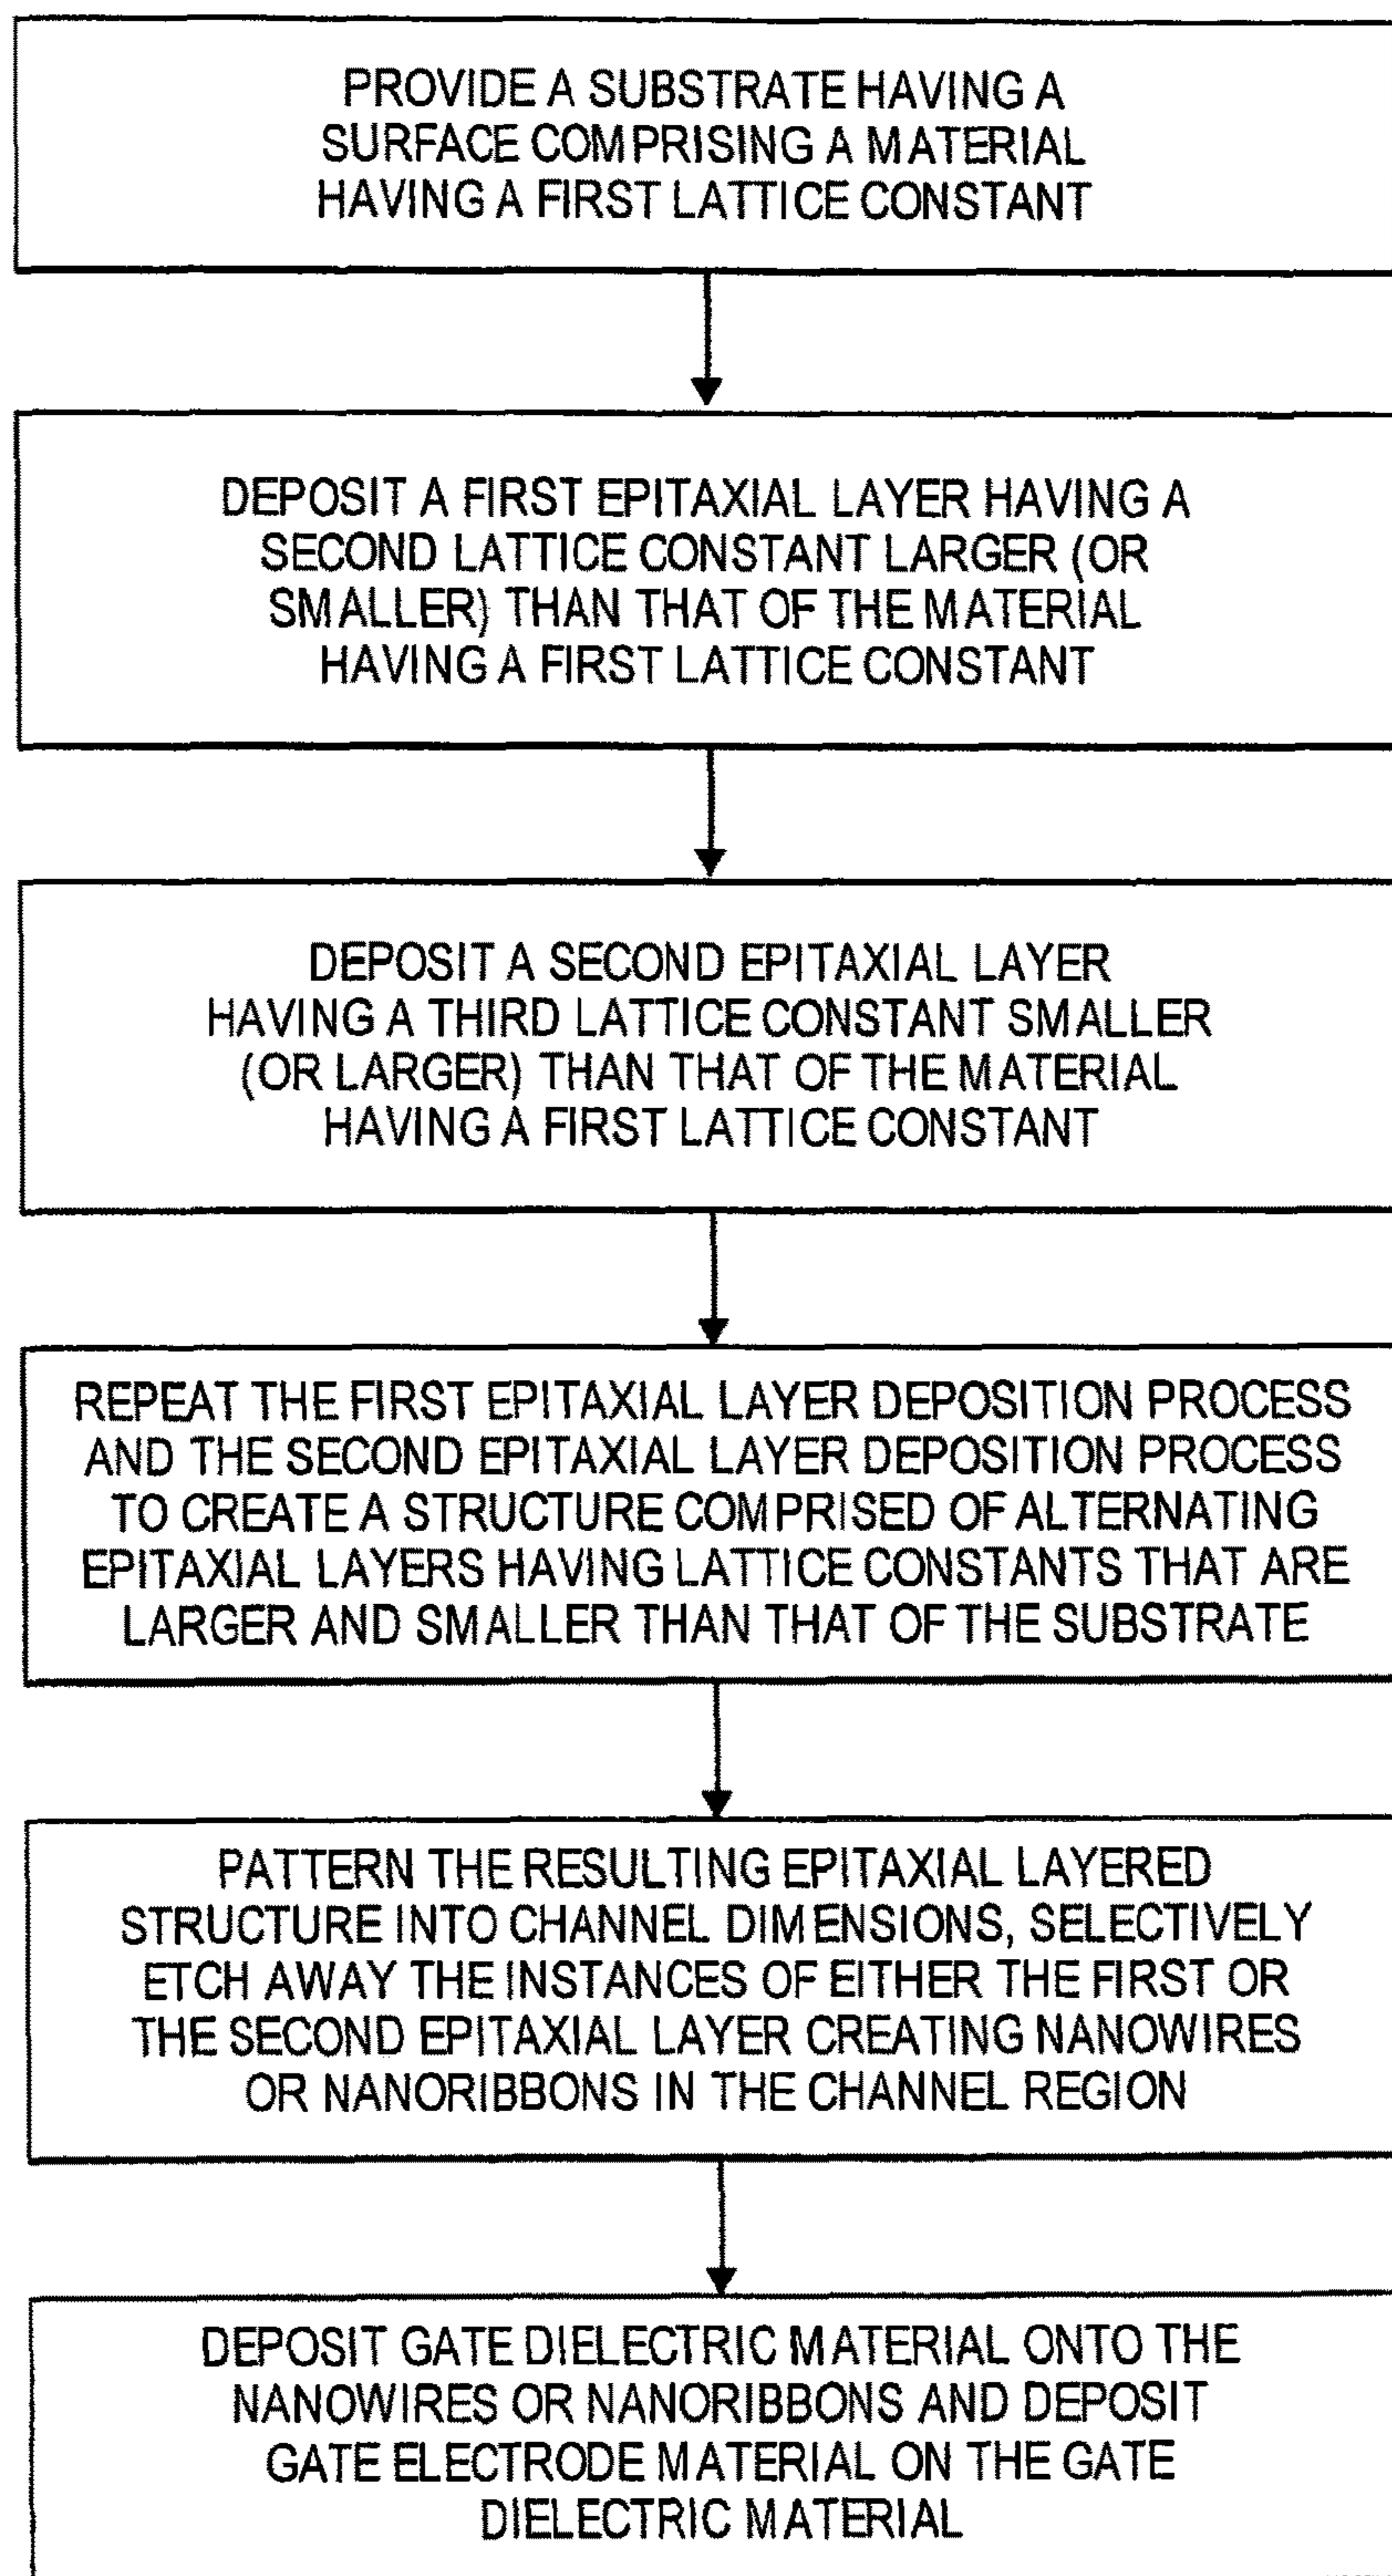 PROVIDE A SUBSTRATE HAVING A
SURFACE COMPRISING A MATERIAL
HAVING A FIRST LATTICE CONSTANT
DEPOSIT A FIRST EPITAXIAL LAYER HAVING A
SECOND LATTICE CONSTANT LARGER (OR
SMALLER) THAN THAT OF THE MATERIAL
HAVING A FIRST LATTICE CONSTANT
DEPOSIT A SECOND EPITAXIAL LAYER
HAVING A THIRD LATTICE CONSTANT SMALLER
(OR LARGER) THAN THAT OF THE MATERIAL
HAVING A FIRST LATTICE CONSTANT
REPEAT THE FIRST EPITAXIAL LAYER DEPOSITION PROCESS
AND THE SECOND EPITAXIAL LAYER DEPOSITION PROCESS
TO CREATE A STRUCTURE COMPRISED OF ALTERNATING
EPITAXIAL LAYERS HAVING LATTICE CONSTANTS THAT ARE
LARGER AND SMALLER THAN THAT OF THE SUBSTRATE
PATTERN THE RESULTING EPITAXIAL LAYERED
STRUCTURE INTO CHANNEL DIMENSIONS, SELECTIVELY
ETCH AWAY THE INSTANCES OF EITHER THE FIRST OR
THE SECOND EPITAXIAL LAYER CREATING NANOWIRES
OR NANORIBBONS IN THE CHANNEL REGION
DEPOSIT GATE DIELECTRIC MATERIAL ONTO THE
NANOWIRES OR NANORIBBONS AND DEPOSIT
GATE ELECTRODE MATERIAL ON THE GATE
DIELECTRIC MATERIAL